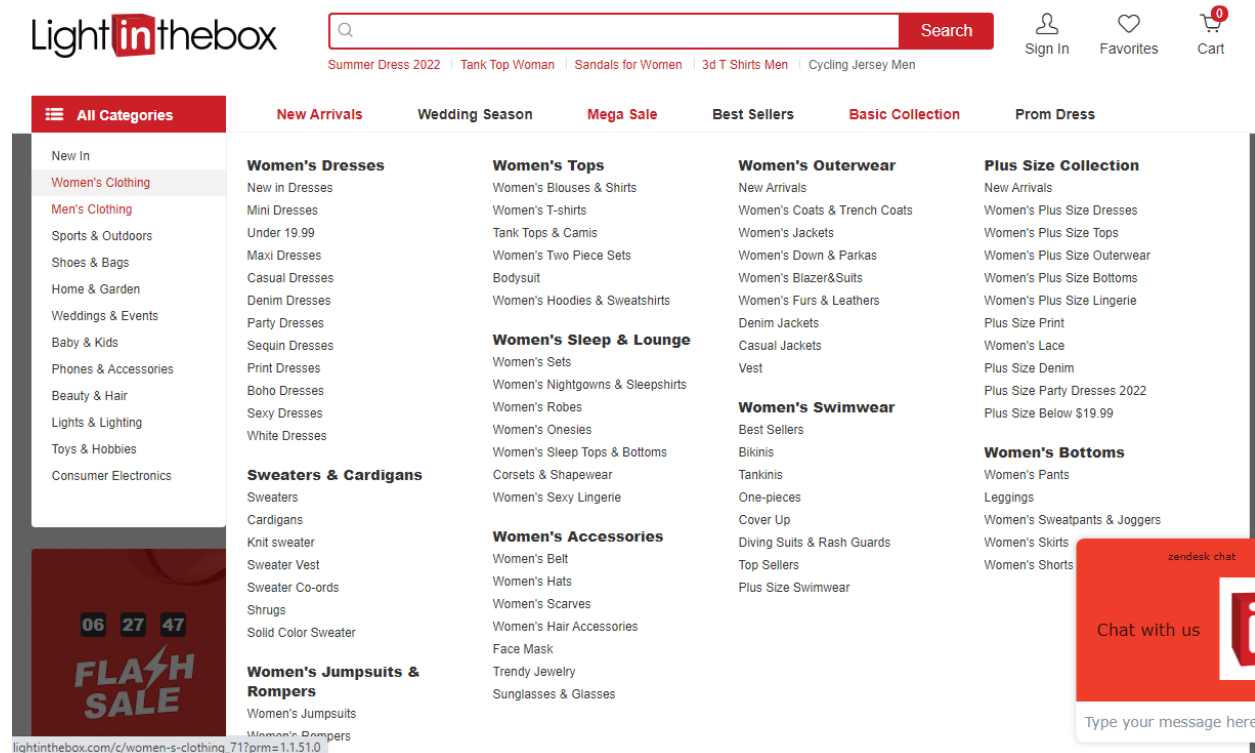 Lightinthebox
Search
0
Sign In
Favorites
Cart
Summer Dress 2022
Tank Top Woman
Sandals for Women
3d T Shirts Men
Cycling Jersey Men
All Categories
New Arrivals
Wedding Season
Mega Sale
Best Sellers
Basic Collection
Prom Dress
New In
Women's Clothing
Men's Clothing
Sports & Outdoors
Shoes & Bags
Home & Garden
Weddings & Events
Baby & Kids
Phones & Accessories
Beauty & Hair
Lights & Lighting
Toys & Hobbies
Consumer Electronics
06 27 47
FLASH
SALE
Women's Dresses
New in Dresses
Mini Dresses
Under 19.99
Maxi Dresses
Casual Dresses
Denim Dresses
Party Dresses
Sequin Dresses
Print Dresses
Boho Dresses
Sexy Dresses
White Dresses
Sweaters & Cardigans
Sweaters
Cardigans
Knit sweater
Sweater Vest
Sweater Co-ords
Shrugs
Solid Color Sweater
Women's Jumpsuits &
Rompers
Women's Jumpsuits
Women's Rompers
Women's Tops
Women's Blouses & Shirts
Women's T-shirts
Tank Tops & Camis
Women's Two Piece Sets
Bodysuit
Women's Hoodies & Sweatshirts
Women's Sleep & Lounge
Women's Sets
Women's Nightgowns & Sleepshirts
Women's Robes
Women's Onesies
Women's Sleep Tops & Bottoms
Corsets & Shapewear
Women's Sexy Lingerie
Women's Accessories
Women's Belt
Women's Hats
Women's Scarves
Women's Hair Accessories
Face Mask
Trendy Jewelry
Sunglasses & Glasses
Women's Outerwear
New Arrivals
Women's Coats & Trench Coats
Women's Jackets
Women's Down & Parkas
Women's Blazer&Suits
Women's Furs & Leathers
Denim Jackets
Casual Jackets
Vest
Women's Swimwear
Best Sellers
Bikinis
Tankinis
One-pieces
Cover Up
Diving Suits & Rash Guards
Top Sellers
Plus Size Swimwear
Plus Size Collection
New Arrivals
Women's Plus Size Dresses
Women's Plus Size Tops
Women's Plus Size Outerwear
Women's Plus Size Bottoms
Women's Plus Size Lingerie
Plus Size Print
Women's Lace
Plus Size Denim
Plus Size Party Dresses 2022
Plus Size Below $19.99
Women's Bottoms
Women's Pants
Leggings
Women's Sweatpants & Joggers
Women's Skirts
Women's Shorts
zendesk chat
Chat with us
Type your message here
lightinthebox.com/c/women-s-clothing_71?prm=1.1.51.0